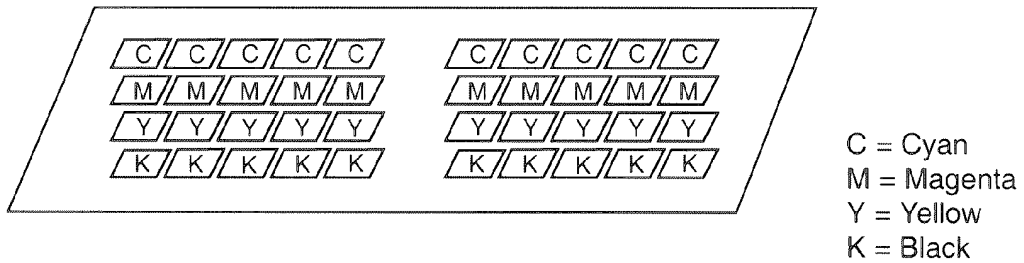 C C C C C C C C C C
M M M M M M M M M M
Y Y Y Y Y Y Y Y Y Y
K K K K K K K K K K
C = Cyan
M = Magenta
Y = Yellow
K = Black